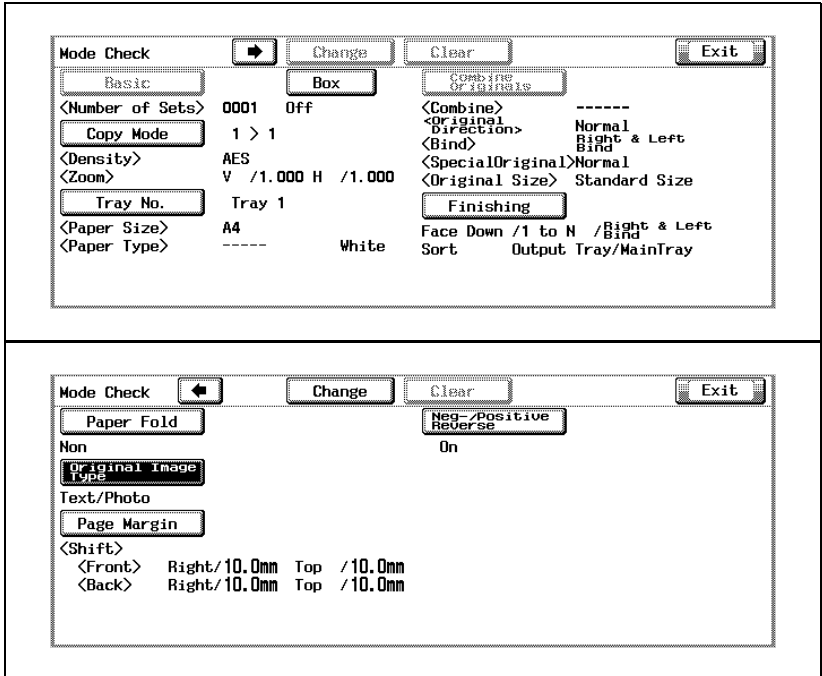 Mode Check Change Clear Exit
Basic Box Combine Originals
<Number of Sets> 0001 Off <Combine> ------
Copy Mode 1 > 1 <Original Direction> Normal
<Bind> Right & Left Bind
<Density> AES <SpecialOriginal>Normal
<Zoom> V /1.000 H /1.000 <Original Size> Standard Size
Tray No. Tray 1 Finishing
<Paper Size> A4 Face Down /1 to N /Right & Left Bind
<Paper Type> ----- White Sort Output Tray/MainTray
Mode Check Change Clear Exit
Paper Fold Neg-/Positive Reverse
Non On
Original Image Type
Text/Photo
Page Margin
<Shift>
<Front> Right/10.0mm Top /10.0mm
<Back> Right/10.0mm Top /10.0mm